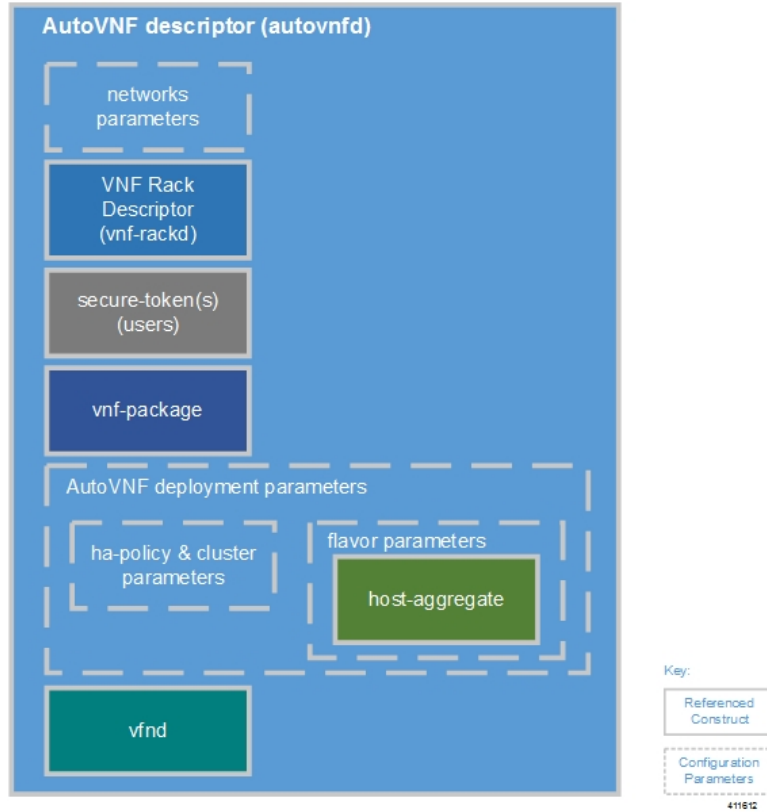 AutoVNF descriptor (autovnfd)
networks
parameters
VNF Rack
Descriptor
(vnf-rackd)
secure-token(s)
(users)
vnf-package
AutoVNF deployment parameters
ha-policy & cluster
parameters
flavor parameters
host-aggregate
vfnd
Key:
Referenced
Construct
Configuration
Parameters
411612